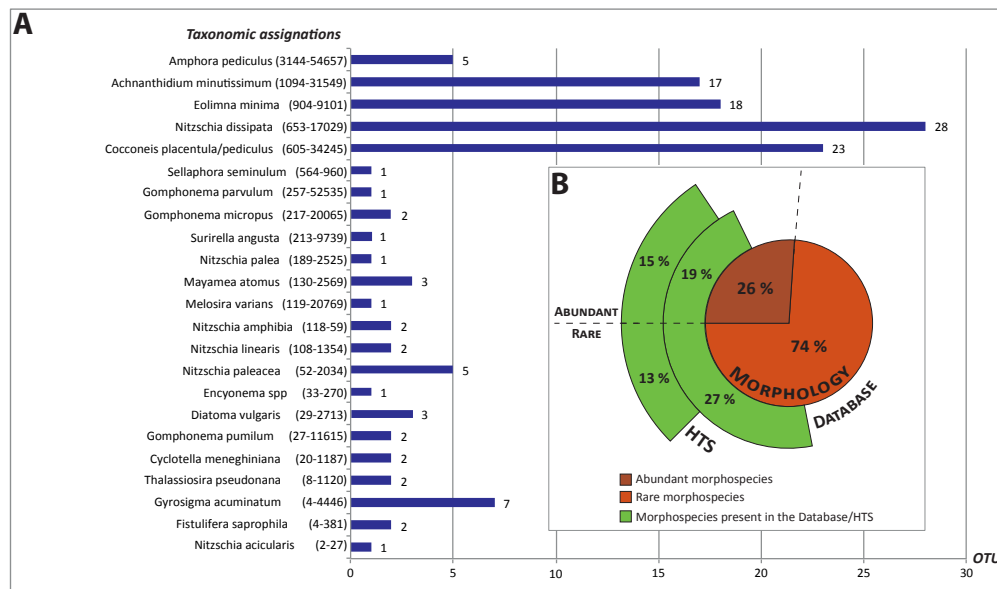 A
Taxonomic assignations
Amphora pediculus (3144-54657) 5
Achnanthidium minutissimum (1094-31549) 17
Eolimna minima (904-9101) 18
Nitzschia dissipata (653-17029) 28
Cocconeis placentula/pediculus (605-34245) 23
Sellaphora seminulum (564-960) 1
Gomphonema parvulum (257-52535) 1
Gomphonema micropus (217-20065) 2
Surirella angusta (213-9739) 1
Nitzschia palea (189-2525) 1
Mayamea atomus (130-2569) 3
Melosira varians (119-20769) 1
Nitzschia amphibia (118-59) 2
Nitzschia linearis (108-1354) 2
Nitzschia paleacea (52-2034) 5
Encyonema spp (33-270) 1
Diatoma vulgaris (29-2713) 3
Gomphonema pumilum (27-11615) 2
Cyclotella meneghiniana (20-1187) 2
Thalassiosira pseudonana (8-1120) 2
Gyrosigma acuminatum (4-4446) 7
Fistulifera saprophila (4-381) 2
Nitzschia acicularis (2-27) 1
0 5 10 15 20 25 30
OTU
B
15 %
19 %
26 %
ABUNDANT
RARE
74 %
13 %
27 %
MORPHOLOGY
DATABASE
HTS
Abundant morphospecies
Rare morphospecies
Morphospecies present in the Database/HTS